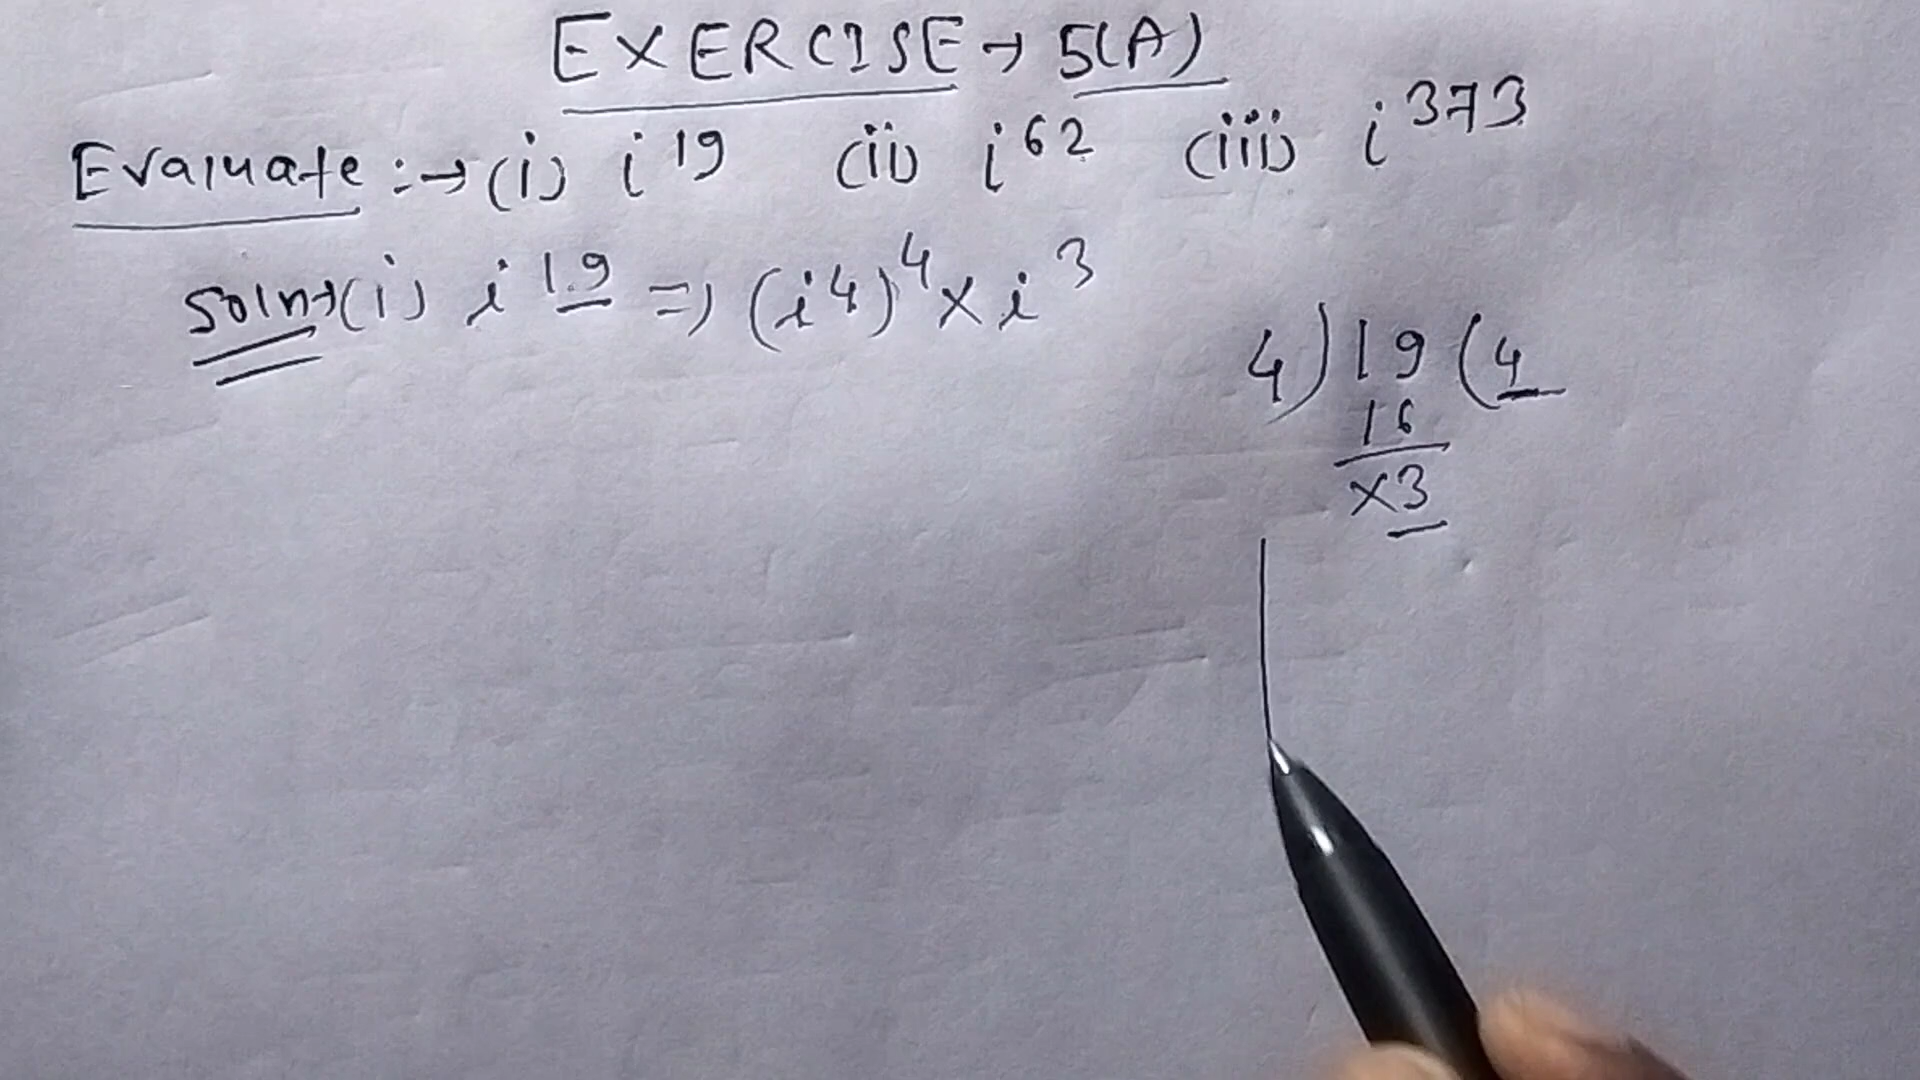 EXERCISE → 5(A)
Evaluate :→ (i) i^19 (ii) i^62 (iii) i^373
Soln→(i) i^19 => (i^4)^4 × i^3
4)19(4
16
×3